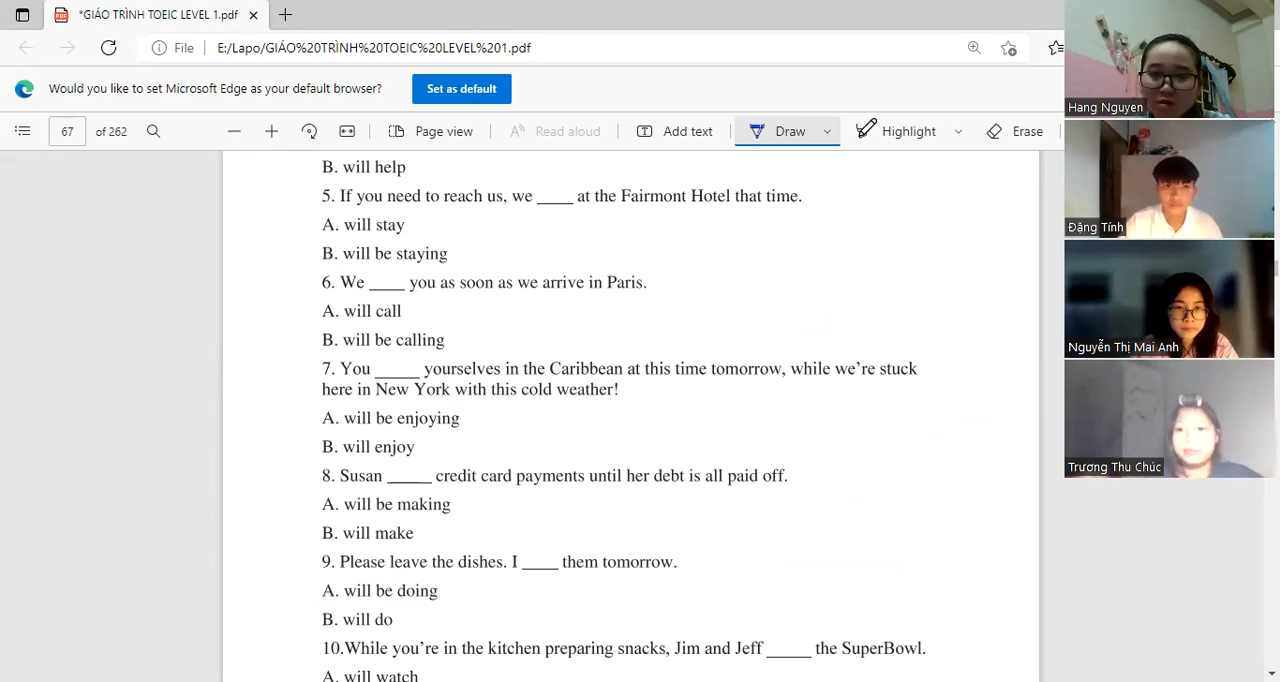 *GIÁO TRÌNH TOEIC LEVEL 1.pdf
File E:/Lapo/GIÁO%20TRÌNH%20TOEIC%20LEVEL%201.pdf
Would you like to set Microsoft Edge as your default browser? Set as default
67 of 262 Page view Read aloud Add text Draw Highlight Erase
B. will help
5. If you need to reach us, we ____ at the Fairmont Hotel that time.
A. will stay
B. will be staying
6. We ____ you as soon as we arrive in Paris.
A. will call
B. will be calling
7. You _____ yourselves in the Caribbean at this time tomorrow, while we’re stuck
here in New York with this cold weather!
A. will be enjoying
B. will enjoy
8. Susan _____ credit card payments until her debt is all paid off.
A. will be making
B. will make
9. Please leave the dishes. I ____ them tomorrow.
A. will be doing
B. will do
10.While you’re in the kitchen preparing snacks, Jim and Jeff _____ the SuperBowl.
A. will watch
Hang Nguyen
Đặng Tính
Nguyễn Thị Mai Anh
Trương Thu Chúc